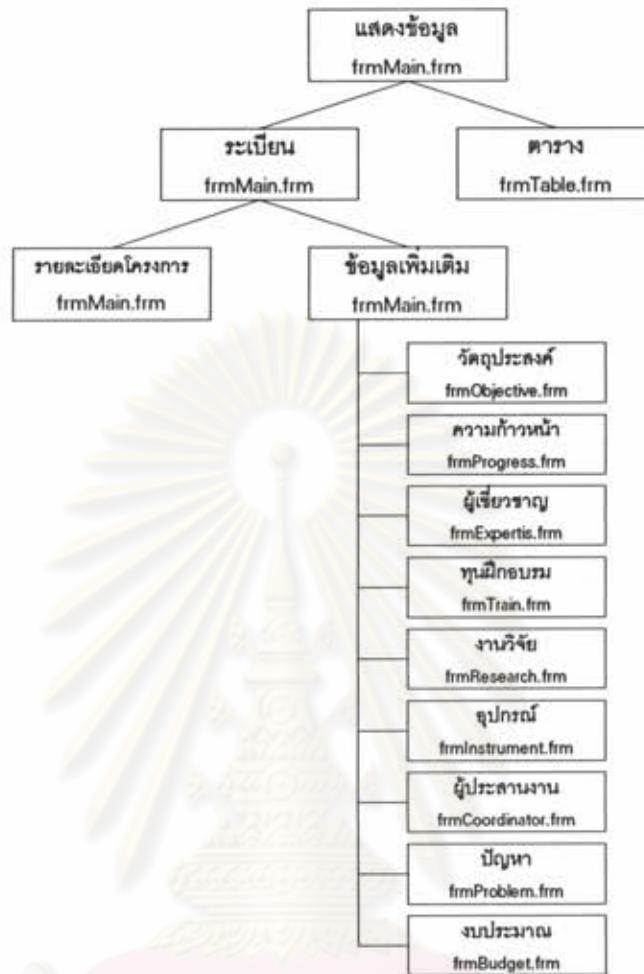 แสดงข้อมูล
frmMain.frm
ระเบียน
frmMain.frm
ตาราง
frmTable.frm
รายละเอียดโครงการ
frmMain.frm
ข้อมูลเพิ่มเติม
frmMain.frm
วัตถุประสงค์
frmObjective.frm
ความก้าวหน้า
frmProgress.frm
ผู้เชี่ยวชาญ
frmExpertis.frm
ทุนฝึกอบรม
frmTrain.frm
งานวิจัย
frmResearch.frm
อุปกรณ์
frmInstrument.frm
ผู้ประสานงาน
frmCoordinator.frm
ปัญหา
frmProblem.frm
งบประมาณ
frmBudget.frm